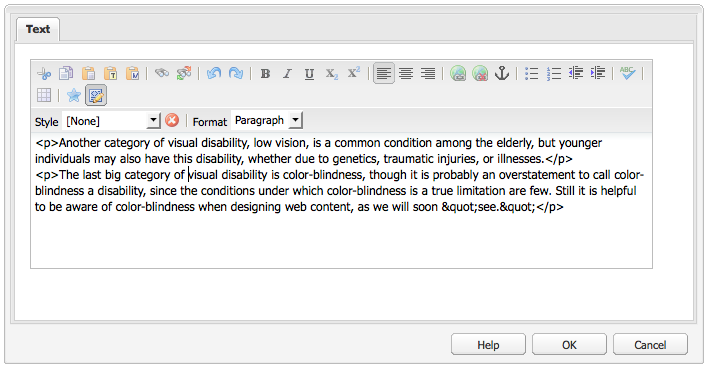 Text
B I U X₂ X²
ABC
Style [None] Format Paragraph
<p>Another category of visual disability, low vision, is a common condition among the elderly, but younger
individuals may also have this disability, whether due to genetics, traumatic injuries, or illnesses.</p>
<p>The last big category of visual disability is color-blindness, though it is probably an overstatement to call color-
blindness a disability, since the conditions under which color-blindness is a true limitation are few. Still it is helpful
to be aware of color-blindness when designing web content, as we will soon &quot;see.&quot;</p>
Help OK Cancel